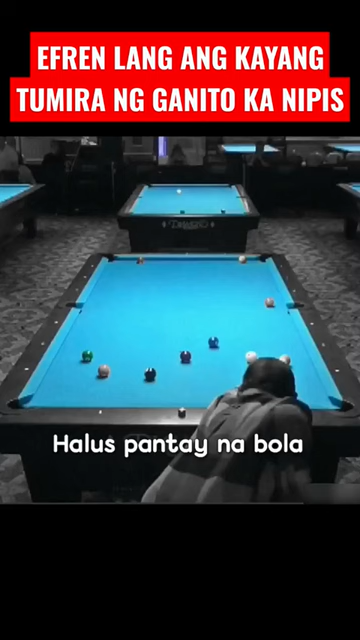 EFREN LANG ANG KAYANG
TUMIRA NG GANITO KA NIPIS
Halus pantay na bola